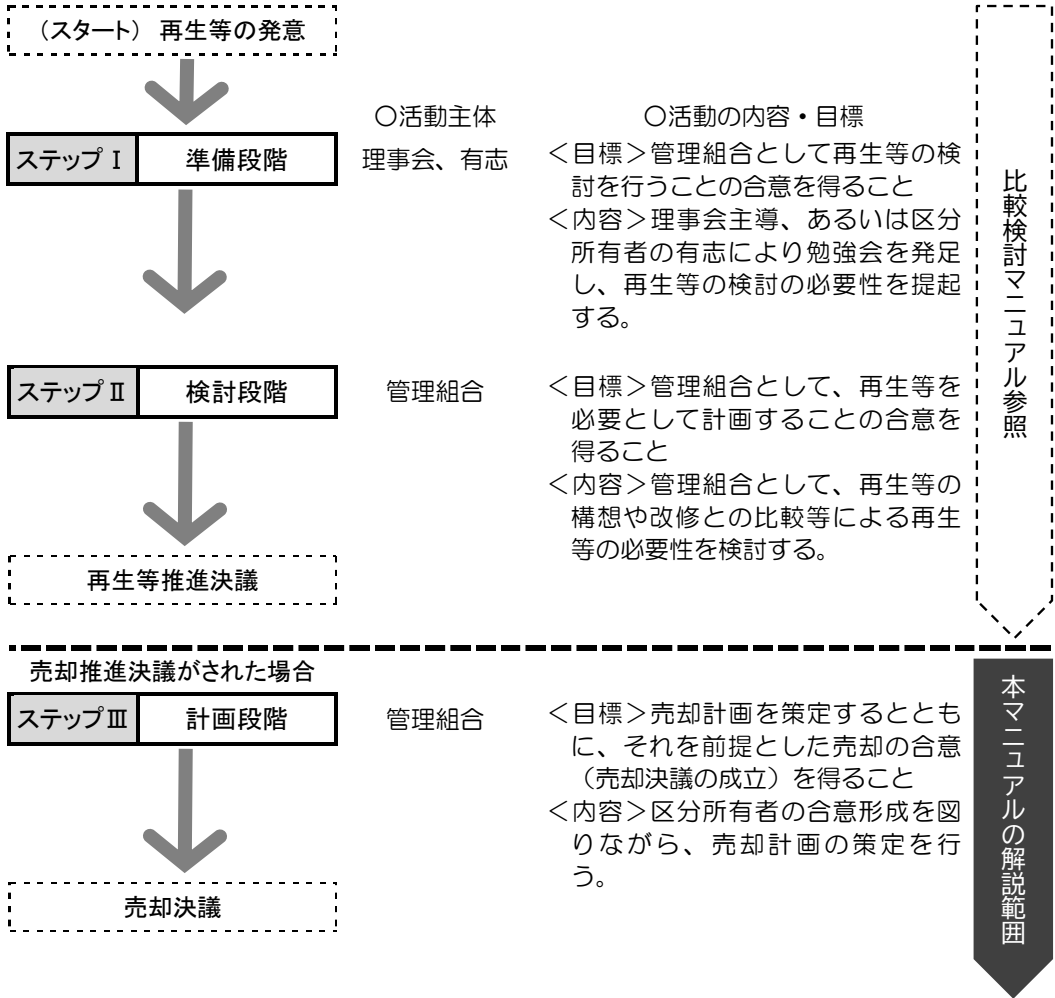 （スタート） 再生等の発意
○活動主体
○活動の内容・目標
ステップⅠ
準備段階
理事会、有志
＜目標＞管理組合として再生等の検
討を行うことの合意を得ること
＜内容＞理事会主導、あるいは区分
所有者の有志により勉強会を発足
し、再生等の検討の必要性を提起
する。
ステップⅡ
検討段階
管理組合
＜目標＞管理組合として、再生等を
必要として計画することの合意を
得ること
＜内容＞管理組合として、再生等の
構想や改修との比較等による再生
等の必要性を検討する。
再生等推進決議
比較検討マニュアル参照
売却推進決議がされた場合
ステップⅢ
計画段階
管理組合
＜目標＞売却計画を策定するととも
に、それを前提とした売却の合意
（売却決議の成立）を得ること
＜内容＞区分所有者の合意形成を図
りながら、売却計画の策定を行
う。
売却決議
本マニュアルの解説範囲